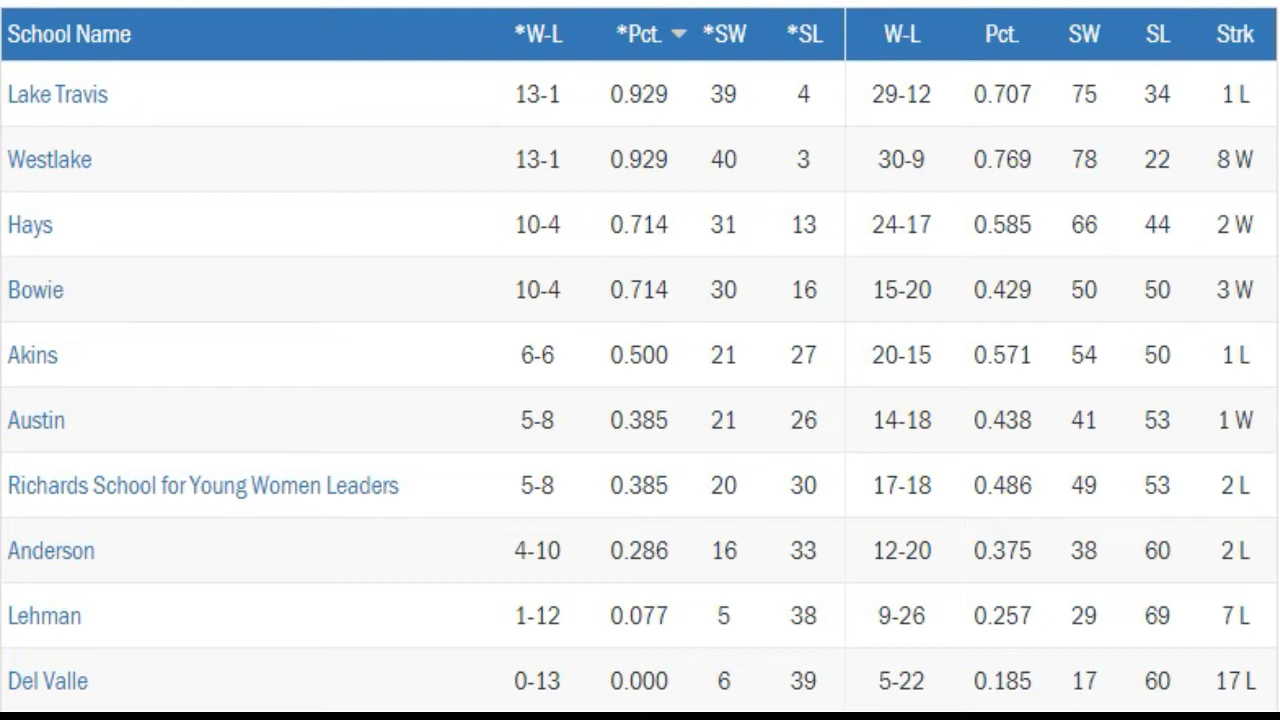 School Name *W-L *Pct. *SW *SL W-L Pct. SW SL Strk
Lake Travis 13-1 0.929 39 4 29-12 0.707 75 34 1 L
Westlake 13-1 0.929 40 3 30-9 0.769 78 22 8 W
Hays 10-4 0.714 31 13 24-17 0.585 66 44 2 W
Bowie 10-4 0.714 30 16 15-20 0.429 50 50 3 W
Akins 6-6 0.500 21 27 20-15 0.571 54 50 1 L
Austin 5-8 0.385 21 26 14-18 0.438 41 53 1 W
Richards School for Young Women Leaders 5-8 0.385 20 30 17-18 0.486 49 53 2 L
Anderson 4-10 0.286 16 33 12-20 0.375 38 60 2 L
Lehman 1-12 0.077 5 38 9-26 0.257 29 69 7 L
Del Valle 0-13 0.000 6 39 5-22 0.185 17 60 17 L